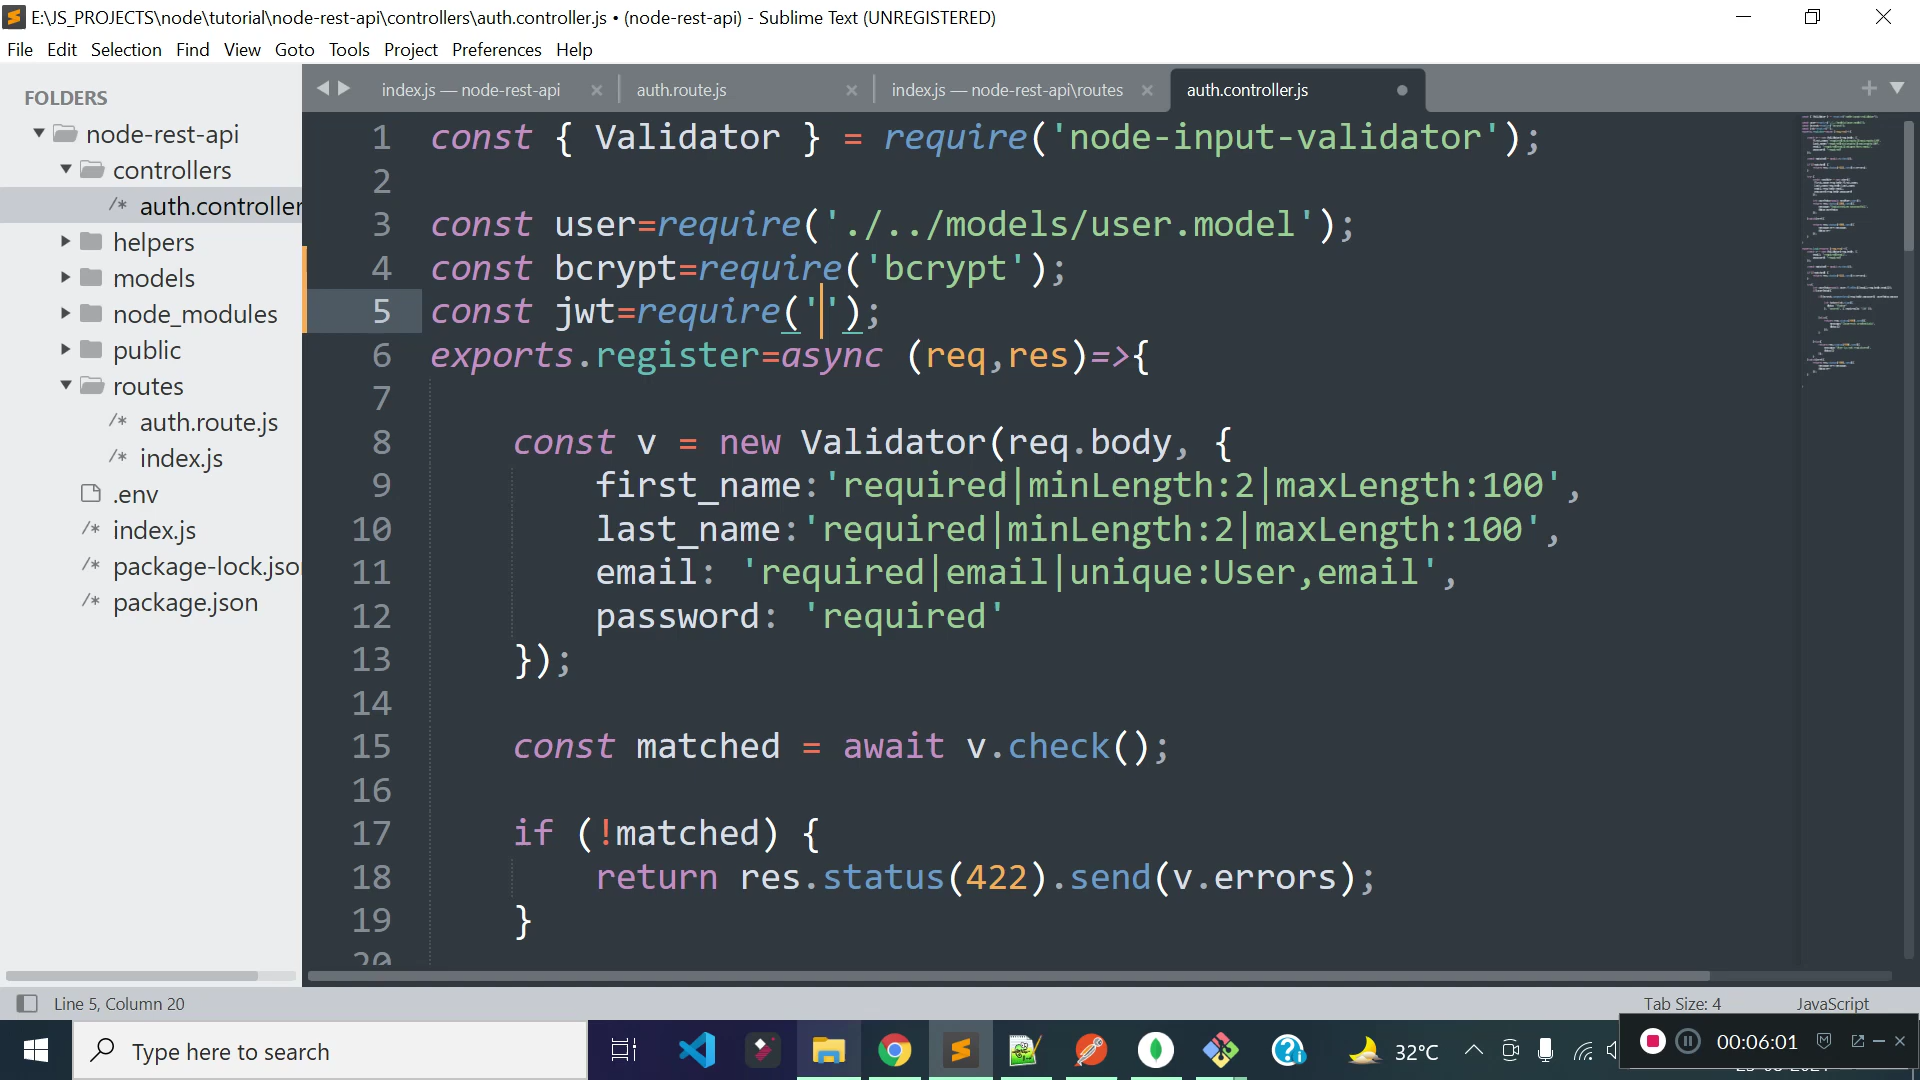 E:\JS_PROJECTS\node\tutorial\node-rest-api\controllers\auth.controller.js • (node-rest-api) - Sublime Text (UNREGISTERED)
File Edit Selection Find View Goto Tools Project Preferences Help
FOLDERS
node-rest-api
controllers
/* auth.controller
helpers
models
node_modules
public
routes
/* auth.route.js
/* index.js
.env
/* index.js
/* package-lock.jso
/* package.json
index.js — node-rest-api
auth.route.js
index.js — node-rest-api\routes
auth.controller.js
1 const { Validator } = require('node-input-validator');
2
3 const user=require('./../models/user.model');
4 const bcrypt=require('bcrypt');
5 const jwt=require('');
6 exports.register=async (req,res)=>{
7
8 const v = new Validator(req.body, {
9 first_name:'required|minLength:2|maxLength:100',
10 last_name:'required|minLength:2|maxLength:100',
11 email: 'required|email|unique:User,email',
12 password: 'required'
13 });
14
15 const matched = await v.check();
16
17 if (!matched) {
18 return res.status(422).send(v.errors);
19 }
20
Line 5, Column 20
Tab Size: 4
JavaScript
Type here to search
32°C
00:06:01